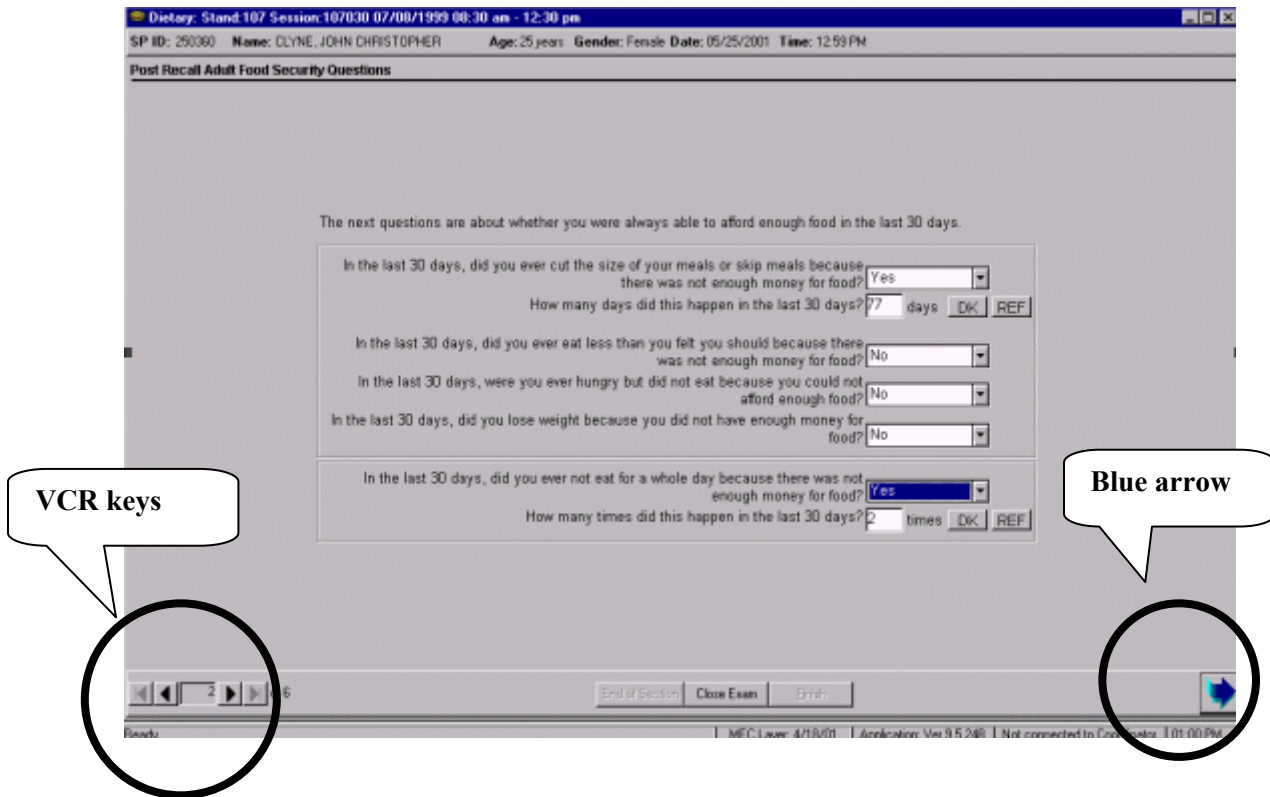 Dietary: Stand:107 Session:107030 07/08/1999 08:30 am - 12:30 pm
SP ID: 250360 Name: CLYNE, JOHN CHRISTOPHER Age: 25 years Gender: Female Date: 05/25/2001 Time: 12:59 PM
Post Recall Adult Food Security Questions
The next questions are about whether you were always able to afford enough food in the last 30 days.
In the last 30 days, did you ever cut the size of your meals or skip meals because
there was not enough money for food? Yes
How many days did this happen in the last 30 days? 77 days DK REF
In the last 30 days, did you ever eat less than you felt you should because there
was not enough money for food? No
In the last 30 days, were you ever hungry but did not eat because you could not
afford enough food? No
In the last 30 days, did you lose weight because you did not have enough money for
food? No
In the last 30 days, did you ever not eat for a whole day because there was not
enough money for food? Yes
How many times did this happen in the last 30 days? 2 times DK REF
VCR keys
Blue arrow
2 6
End of Section Close Exam Finish
Ready MEC Layer: 4/18/01 Application: Ver 9.5.24B Not connected to Coordinator 01:00 PM